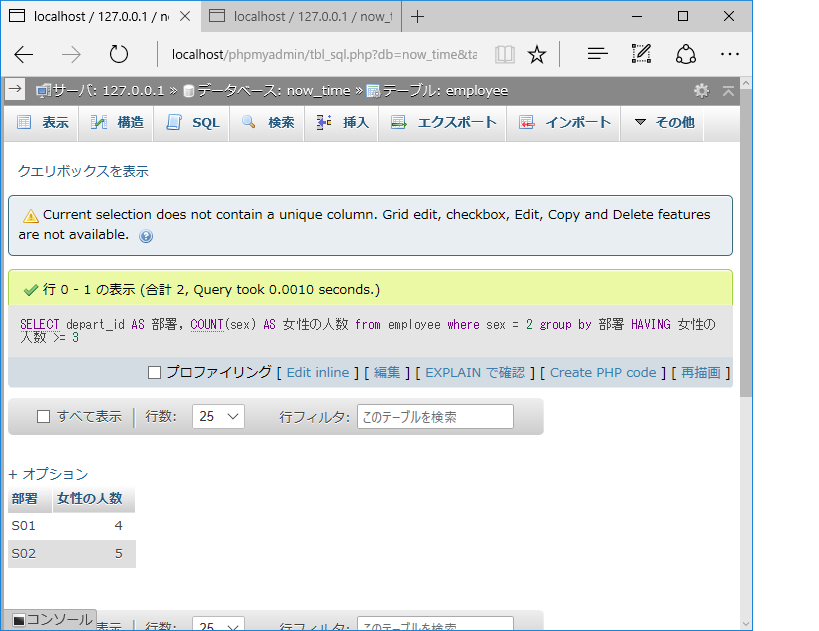 localhost / 127.0.0.1 / n
localhost / 127.0.0.1 / now_t
localhost/phpmyadmin/tbl_sql.php?db=now_time&ta
サーバ: 127.0.0.1 » データベース: now_time » テーブル: employee
表示 構造 SQL 検索 挿入 エクスポート インポート その他
クエリボックスを表示
Current selection does not contain a unique column. Grid edit, checkbox, Edit, Copy and Delete features
are not available.
行 0 - 1 の表示 (合計 2, Query took 0.0010 seconds.)
SELECT depart_id AS 部署, COUNT(sex) AS 女性の人数 from employee where sex = 2 group by 部署 HAVING 女性の
人数 >= 3
プロファイリング [ Edit inline ] [ 編集 ] [ EXPLAIN で確認 ] [ Create PHP code ] [ 再描画 ]
すべて表示 行数: 25 行フィルタ: このテーブルを検索
+ オプション
部署 女性の人数
S01 4
S02 5
コンソール 表示 行数: 25 行フィルタ: このテーブルを検索